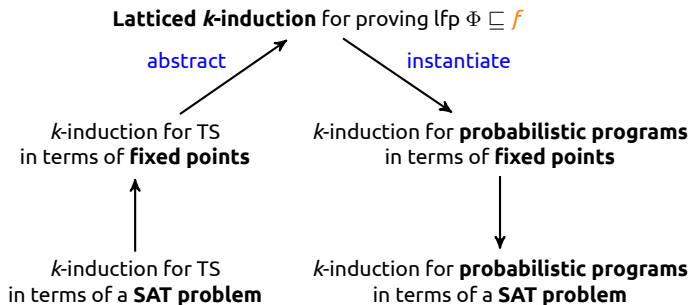 Latticed k-induction for proving lfp Φ ⊑ f
abstract
instantiate
k-induction for TS
in terms of fixed points
k-induction for probabilistic programs
in terms of fixed points
k-induction for TS
in terms of a SAT problem
k-induction for probabilistic programs
in terms of a SAT problem